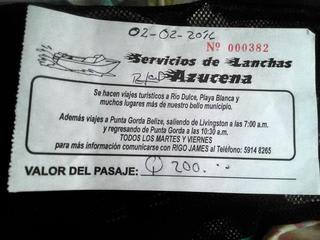 02-02-2016
Nº 000382
Servicios de Lanchas
Azucena
Se hacen viajes turísticos a Río Dulce, Playa Blanca y
muchos lugares más de nuestro bello municipio.
Además viajes a Punta Gorda Belize, saliendo de Livingston a las 7:00 a.m.
y regresando de Punta Gorda a las 10:30 a.m.
TODOS LOS MARTES Y VIERNES
para más información comunicarse con RIGO JAMES al Teléfono: 5914 8265
VALOR DEL PASAJE: Q 200.